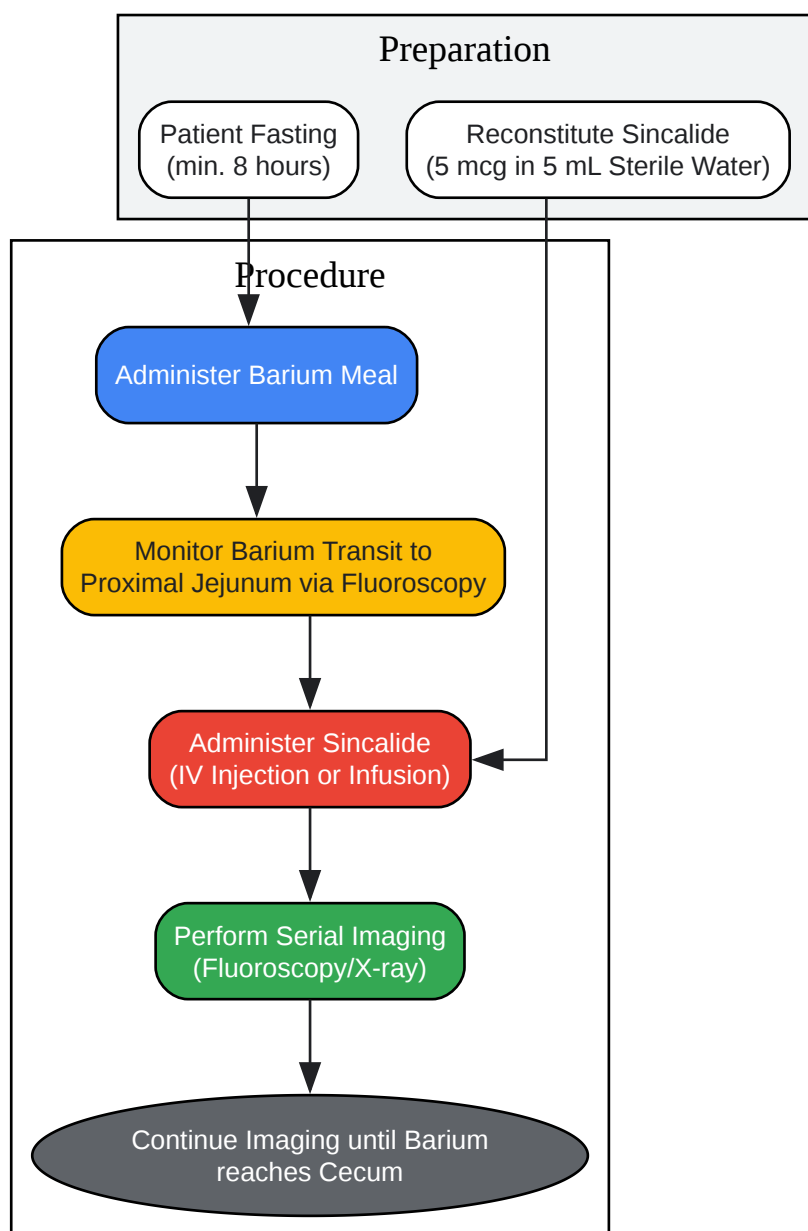 Preparation
Patient Fasting
(min. 8 hours)
Reconstitute Sincalide
(5 mcg in 5 mL Sterile Water)
Procedure
Administer Barium Meal
Monitor Barium Transit to
Proximal Jejunum via Fluoroscopy
Administer Sincalide
(IV Injection or Infusion)
Perform Serial Imaging
(Fluoroscopy/X-ray)
Continue Imaging until Barium
reaches Cecum